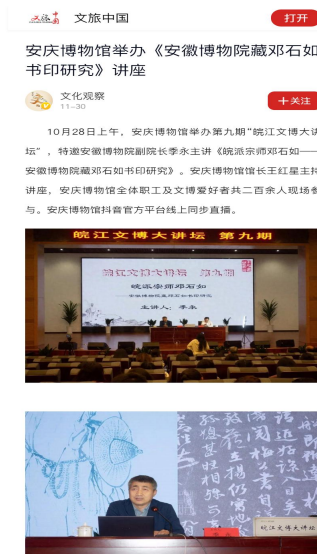 文旅中国
打开
安庆博物馆举办《安徽博物院藏邓石如
书印研究》讲座
文化观察
11-30
+关注
10月28日上午，安庆博物馆举办第九期“皖江文博大讲
坛”，特邀安徽博物院副院长季永主讲《皖派宗师邓石如——
安徽博物院藏邓石如书印研究》。安庆博物馆馆长王红星主持
讲座，安庆博物馆全体职工及文博爱好者共二百余人现场参
与。安庆博物馆抖音官方平台线上同步直播。
皖江文博大讲坛 第九期
皖江文博大讲坛 第九期
皖派宗师邓石如
——安徽博物院藏邓石如书印研究
主讲人：季永
皖江文博大讲坛